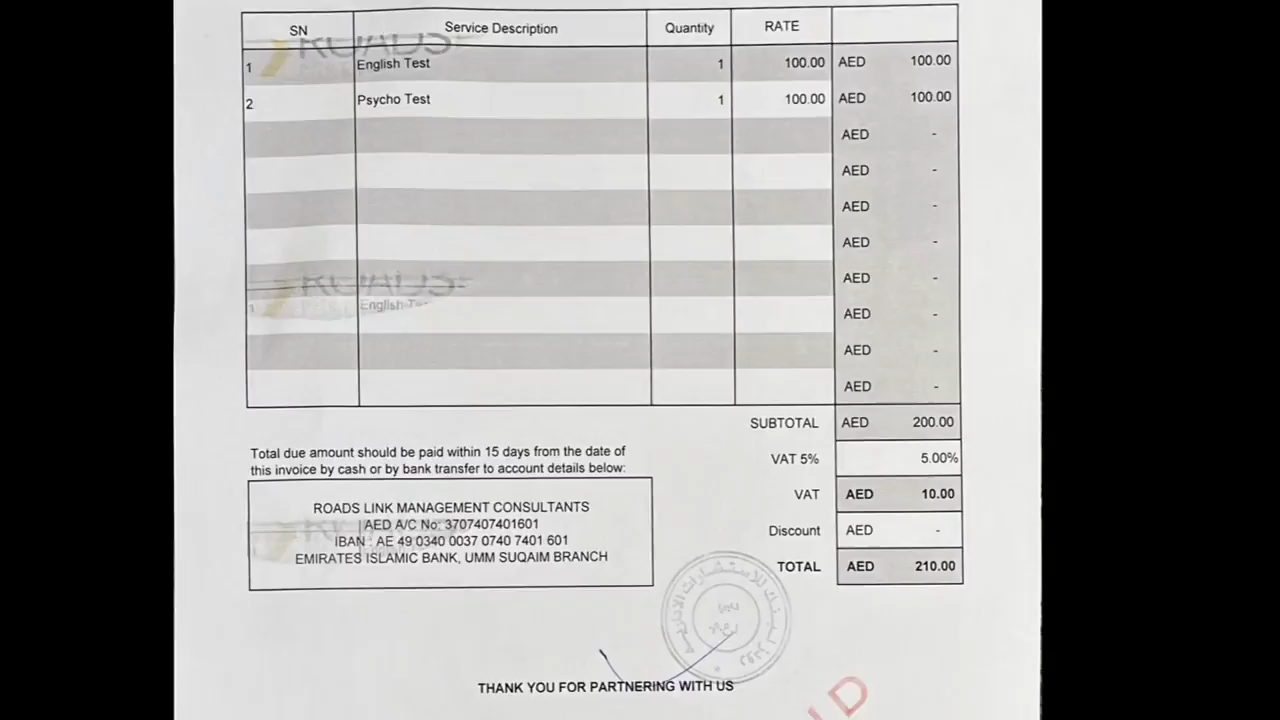 SN Service Description Quantity RATE
1 English Test 1 100.00 AED 100.00
2 Psycho Test 1 100.00 AED 100.00
AED -
AED -
AED -
AED -
AED -
English
AED -
AED -
AED -
SUBTOTAL AED 200.00
Total due amount should be paid within 15 days from the date of
this invoice by cash or by bank transfer to account details below:
VAT 5% 5.00%
VAT AED 10.00
Discount AED -
TOTAL AED 210.00
ROADS LINK MANAGEMENT CONSULTANTS
AED A/C No: 3707407401601
IBAN : AE 49 0340 0037 0740 7401 601
EMIRATES ISLAMIC BANK, UMM SUQAIM BRANCH
رودز لينك للاستشارات الادارية
THANK YOU FOR PARTNERING WITH US